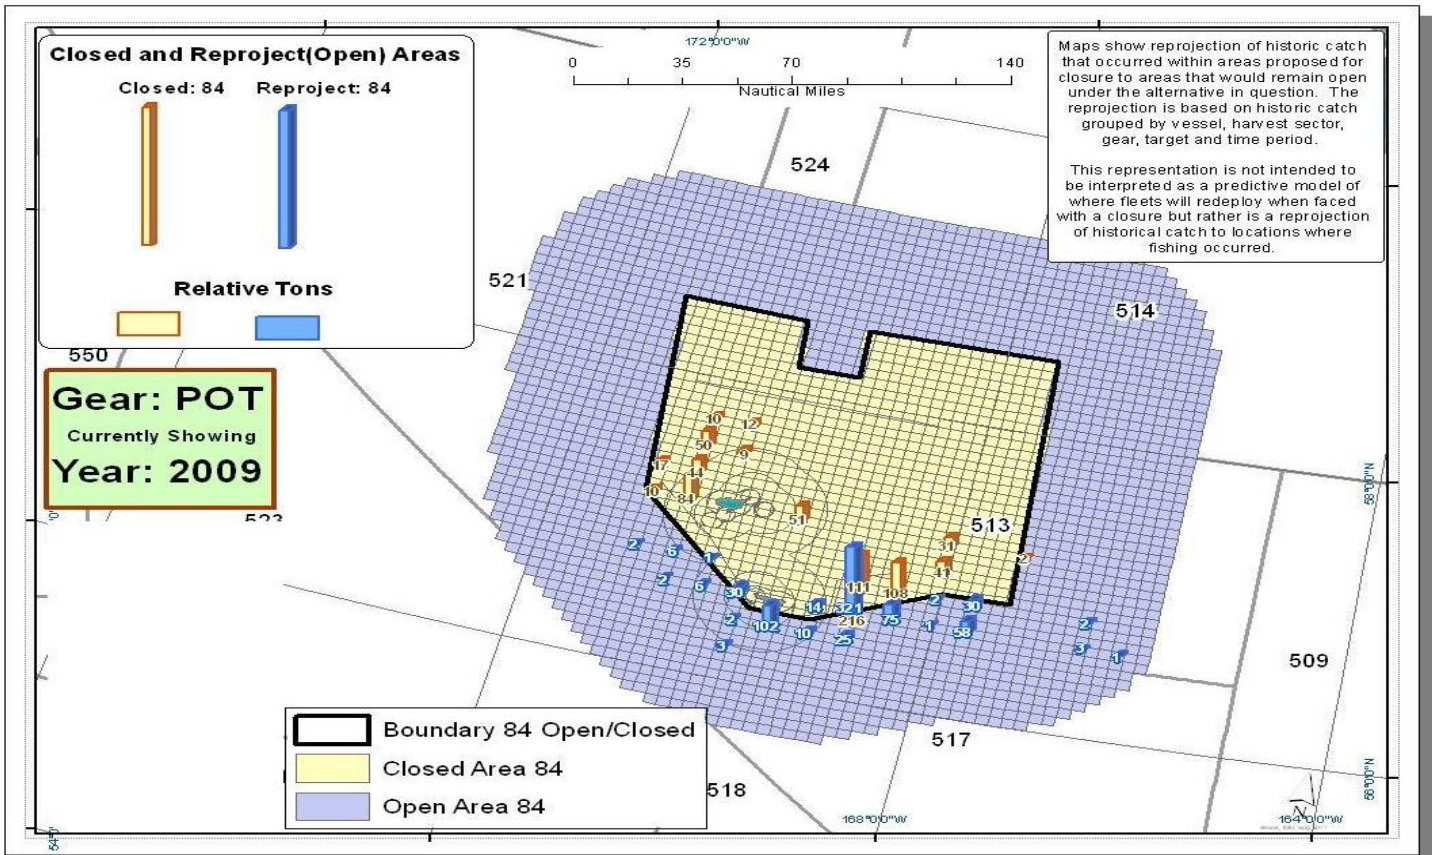 Closed and Reproject(Open) Areas
Closed: 84 Reproject: 84
Relative Tons
172°0'0"W
0 35 70 140
Nautical Miles
Maps show reprojection of historic catch
that occurred within areas proposed for
closure to areas that would remain open
under the alternative in question. The
reprojection is based on historic catch
grouped by vessel, harvest sector,
gear, target and time period.
This representation is not intended to
be interpreted as a predictive model of
where fleets will redeploy when faced
with a closure but rather is a reprojection
of historical catch to locations where
fishing occurred.
524
521
514
550
Gear: POT
Currently Showing
Year: 2009
523
10 12
50
9
17 44
10 84
58°0'0"N
51
513
31
2 6 1 2
111 41
2 6 108
30 2 30
14 321
2 102 216 75 1 58 2
10 25
3 3 1
509
517
518
Boundary 84 Open/Closed
Closed Area 84
Open Area 84
56°0'0"N
N
168°0'0"W
164°0'0"W
54°0'